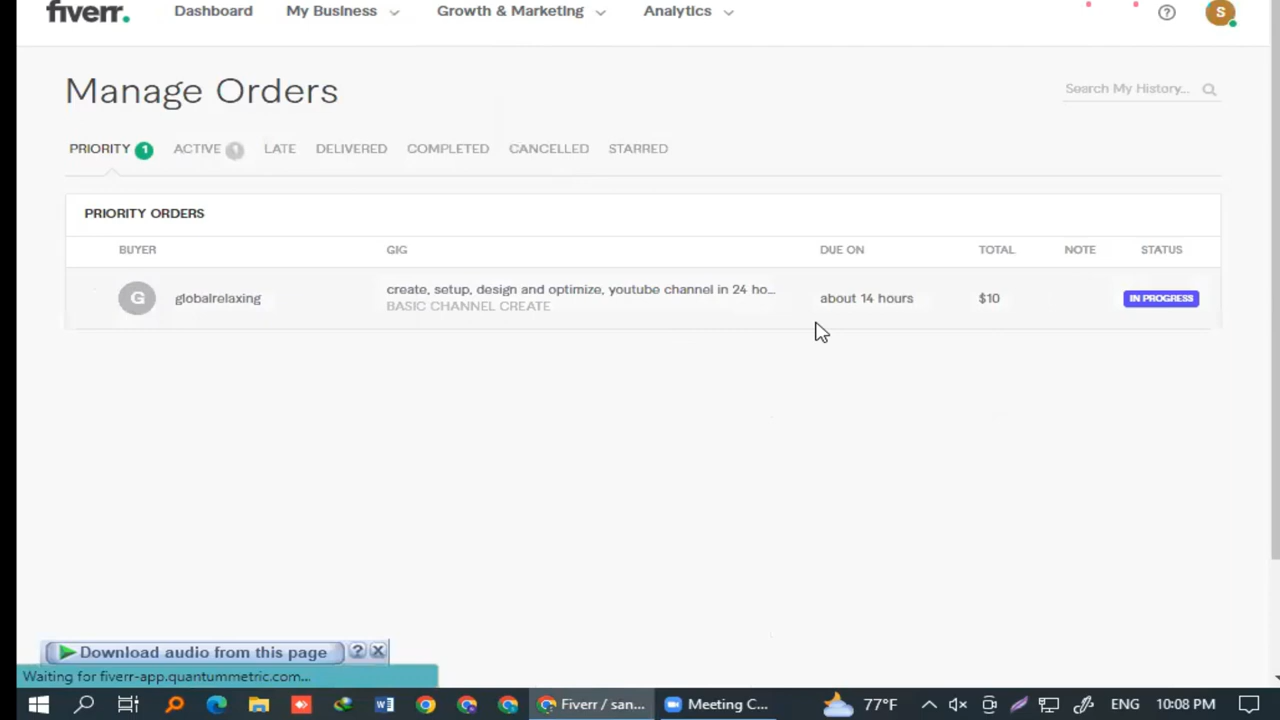 fiverr. Dashboard My Business Growth & Marketing Analytics S
Manage Orders
Search My History...
PRIORITY 1 ACTIVE 1 LATE DELIVERED COMPLETED CANCELLED STARRED
PRIORITY ORDERS
BUYER GIG DUE ON TOTAL NOTE STATUS
G globalrelaxing create, setup, design and optimize, youtube channel in 24 ho... about 14 hours $10 IN PROGRESS
BASIC CHANNEL CREATE
Download audio from this page
Waiting for fiverr-app.quantummetric.com...
Fiverr / san... Meeting C... 77°F ENG 10:08 PM